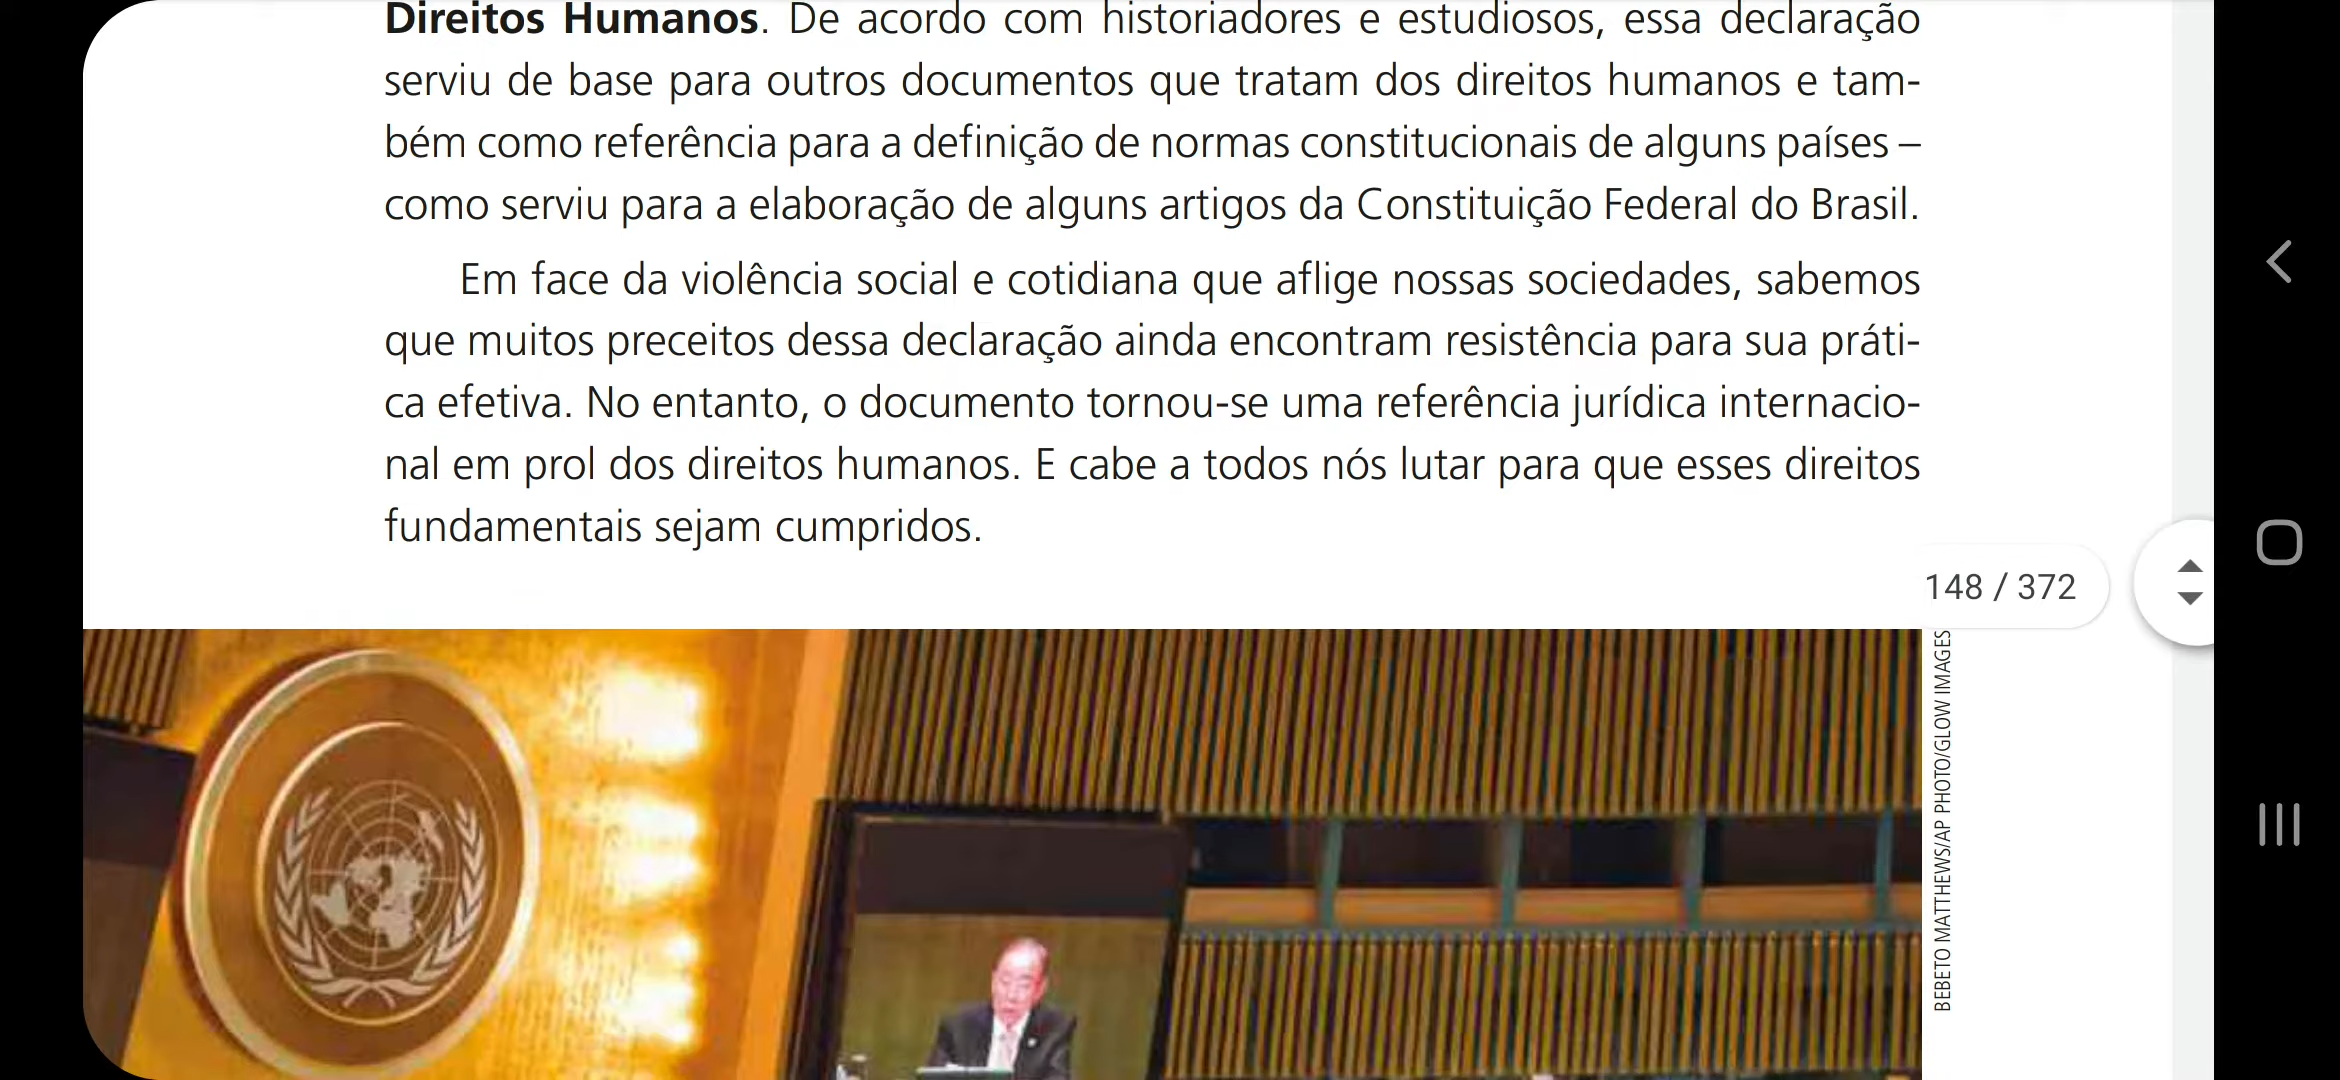 Direitos Humanos. De acordo com historiadores e estudiosos, essa declaração
serviu de base para outros documentos que tratam dos direitos humanos e tam-
bém como referência para a definição de normas constitucionais de alguns países –
como serviu para a elaboração de alguns artigos da Constituição Federal do Brasil.
Em face da violência social e cotidiana que aflige nossas sociedades, sabemos
que muitos preceitos dessa declaração ainda encontram resistência para sua práti-
ca efetiva. No entanto, o documento tornou-se uma referência jurídica internacio-
nal em prol dos direitos humanos. E cabe a todos nós lutar para que esses direitos
fundamentais sejam cumpridos.
148 / 372
BEBETO MATTHEWS/AP PHOTO/GLOW IMAGES